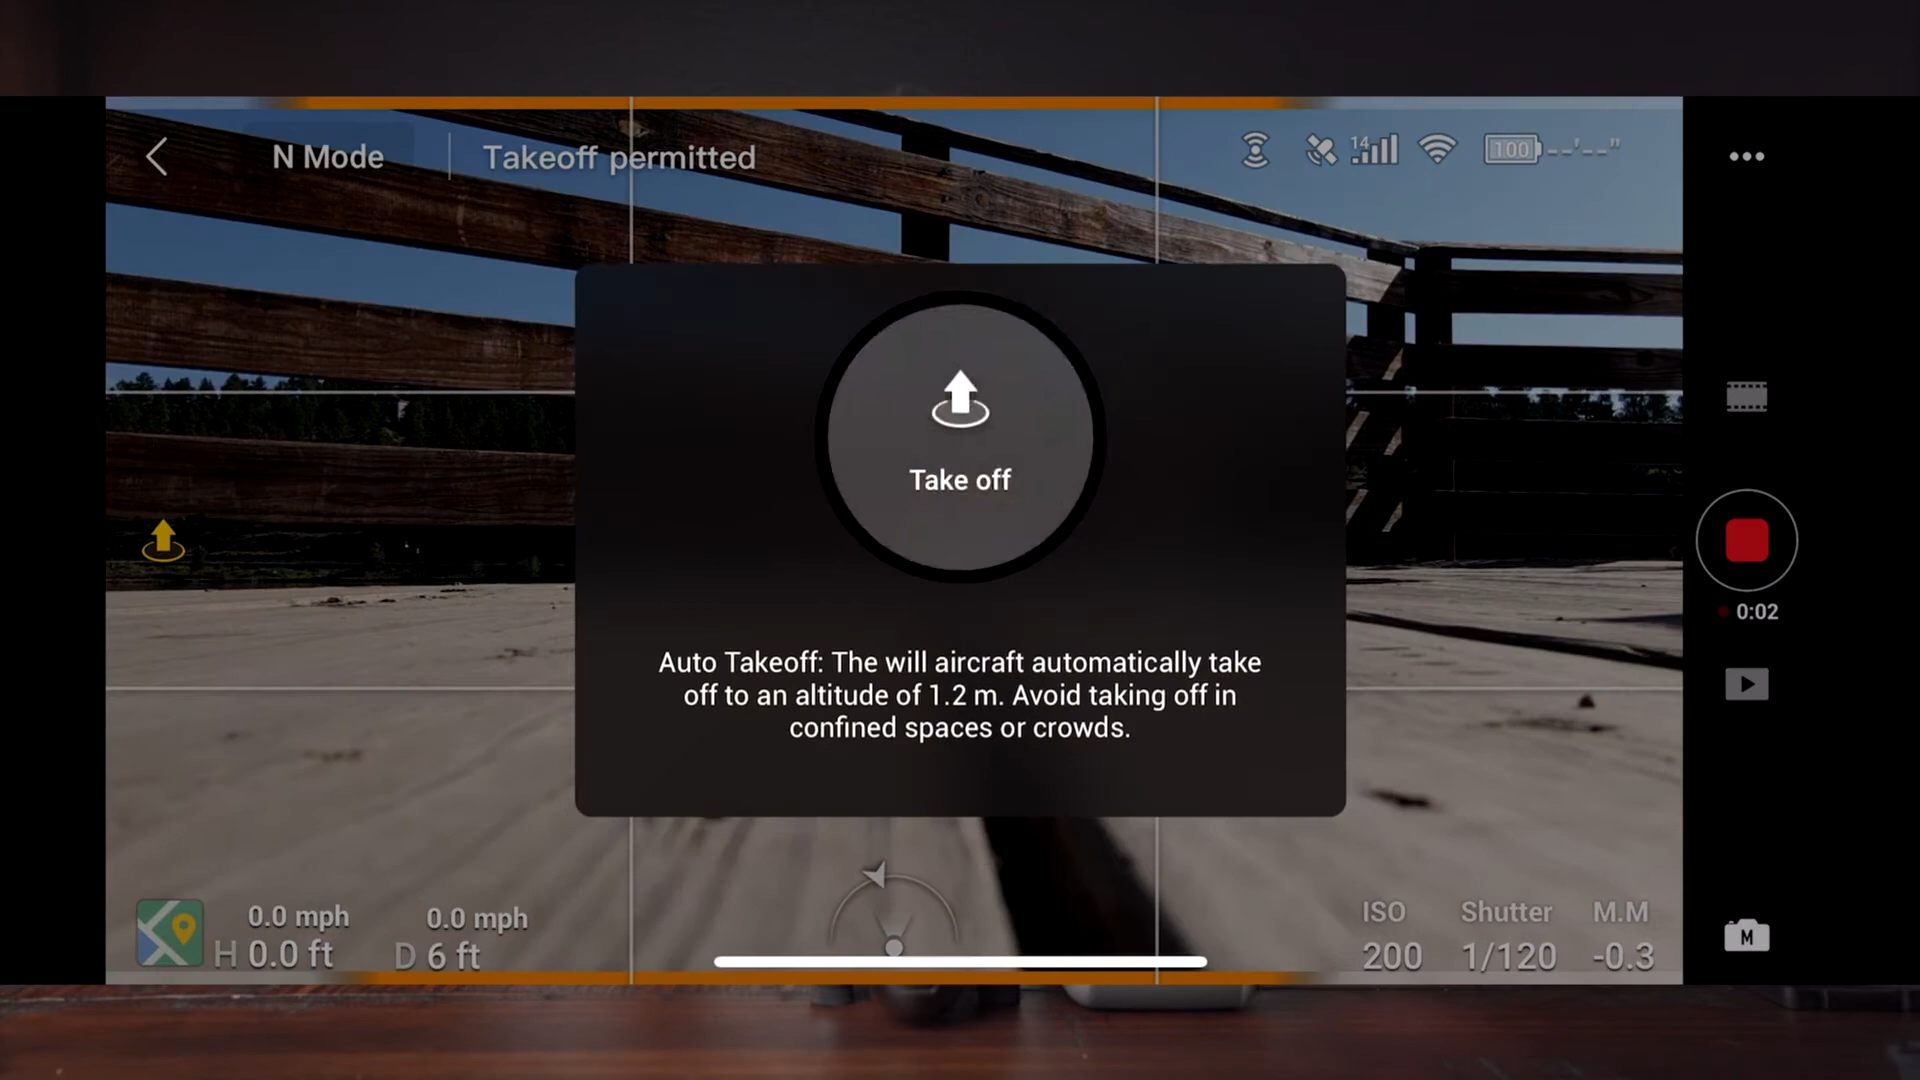 N Mode
Takeoff permitted
14
100
--'--"
Take off
Auto Takeoff: The will aircraft automatically take
off to an altitude of 1.2 m. Avoid taking off in
confined spaces or crowds.
0:02
0.0 mph
0.0 mph
H 0.0 ft
D 6 ft
ISO
Shutter
M.M
200
1/120
-0.3
M